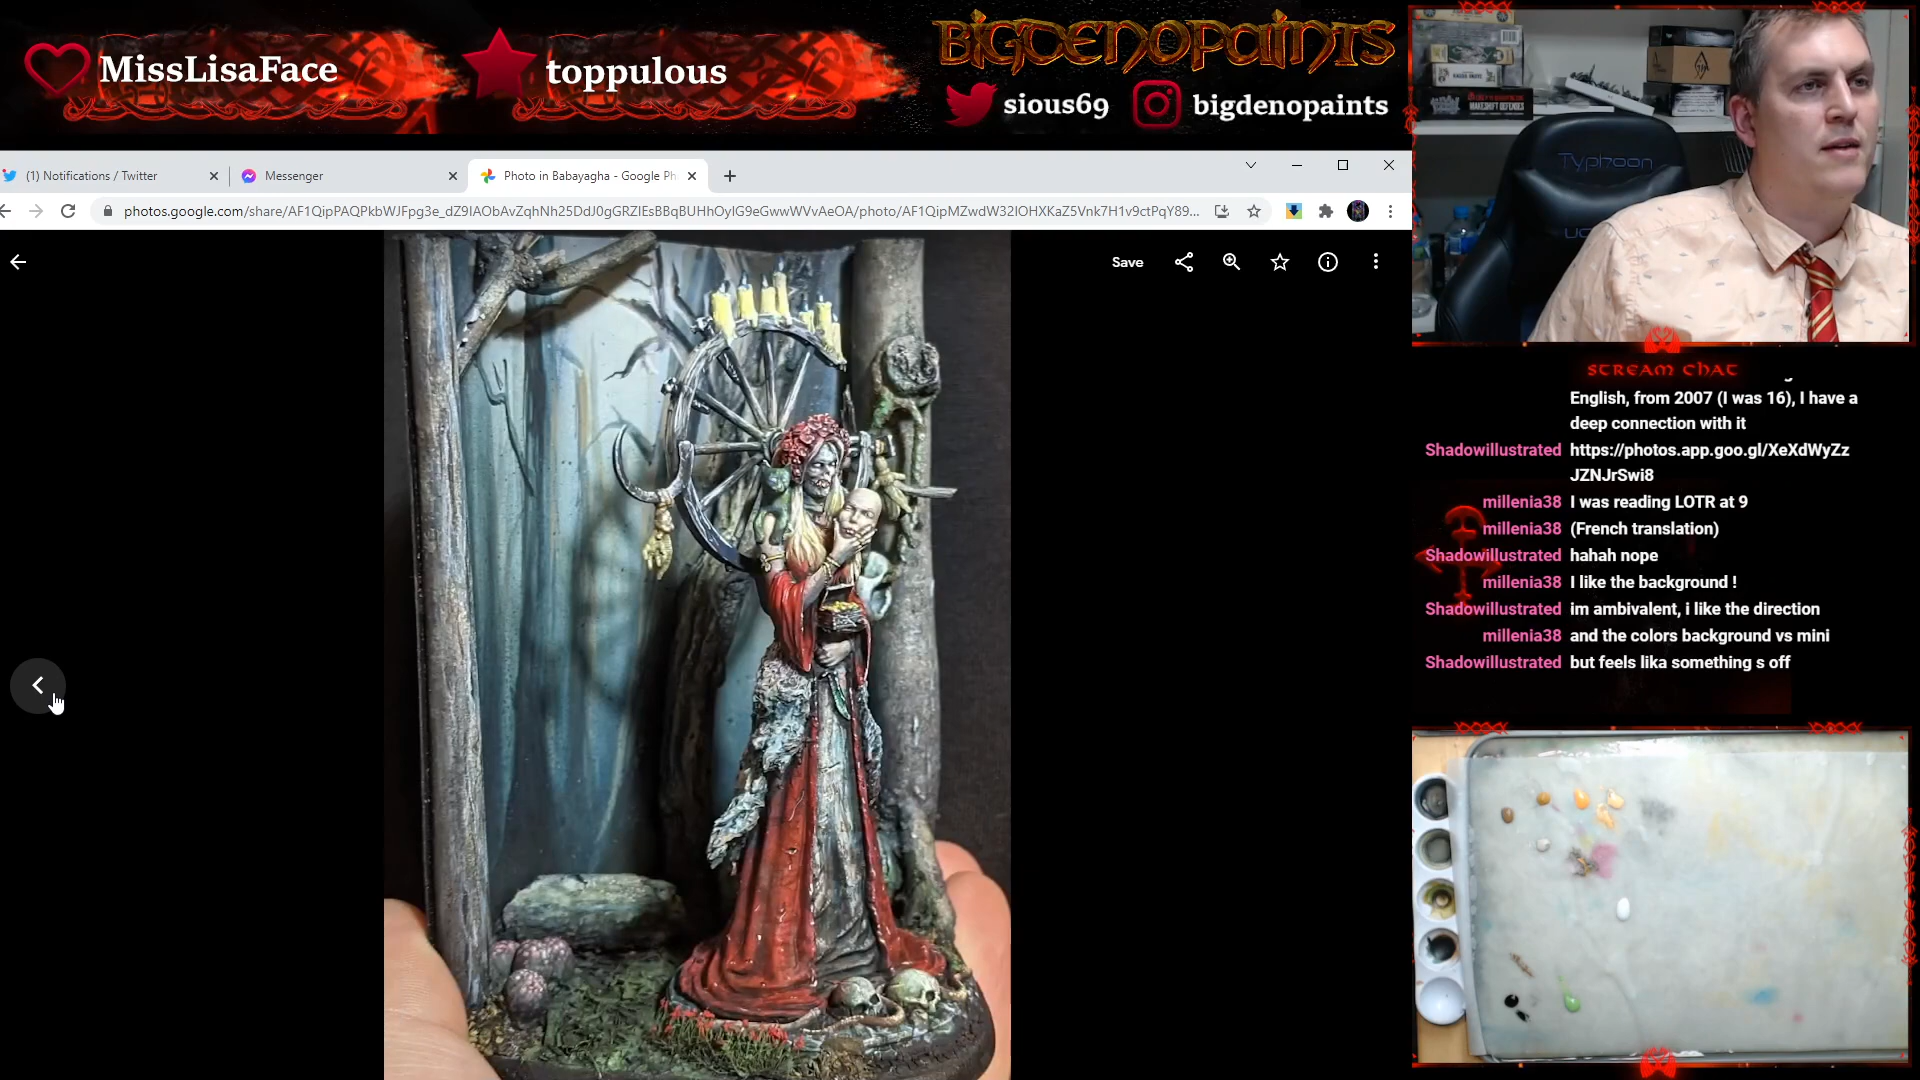 MissLisaFace
toppulous
BIGDENOPAINTS
sious69
bigdenopaints
(1) Notifications / Twitter
Messenger
Photo in Babayagha - Google Ph
photos.google.com/share/AF1QipPAQPkbWJFpg3e_dZ9IAObAvZqhNh25DdJ0gGRZIEsBBqBUHhOyIG9eGwwWVvAeOA/photo/AF1QipMZwdW32IOHXKaZ5Vnk7H1v9ctPqY89...
Save
Typhoon
MAKESHIFT DEFENSES
STREAM CHAT
English, from 2007 (I was 16), I have a
deep connection with it
Shadowillustrated https://photos.app.goo.gl/XeXdWyZz
JZNJrSwi8
millenia38 I was reading LOTR at 9
millenia38 (French translation)
Shadowillustrated hahah nope
millenia38 I like the background !
Shadowillustrated im ambivalent, i like the direction
millenia38 and the colors background vs mini
Shadowillustrated but feels lika something s off